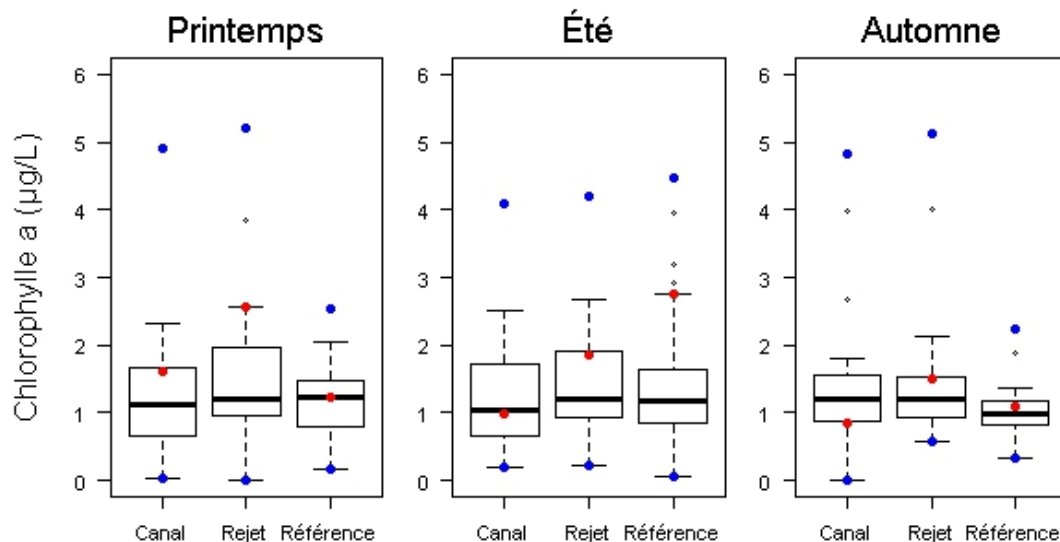 Printemps Été Automne
Chlorophylle a (µg/L)
6 6 6
5 5 5
4 4 4
3 3 3
2 2 2
1 1 1
0 0 0
Canal Rejet Référence Canal Rejet Référence Canal Rejet Référence